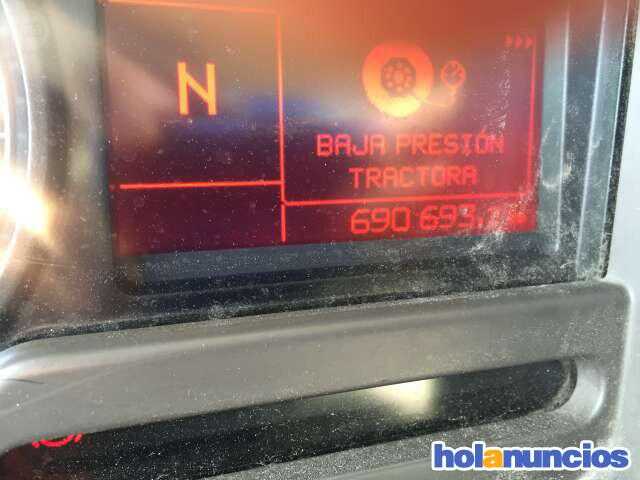 N
BAJA PRESIÓN
TRACTORA
690 693.
holanuncios